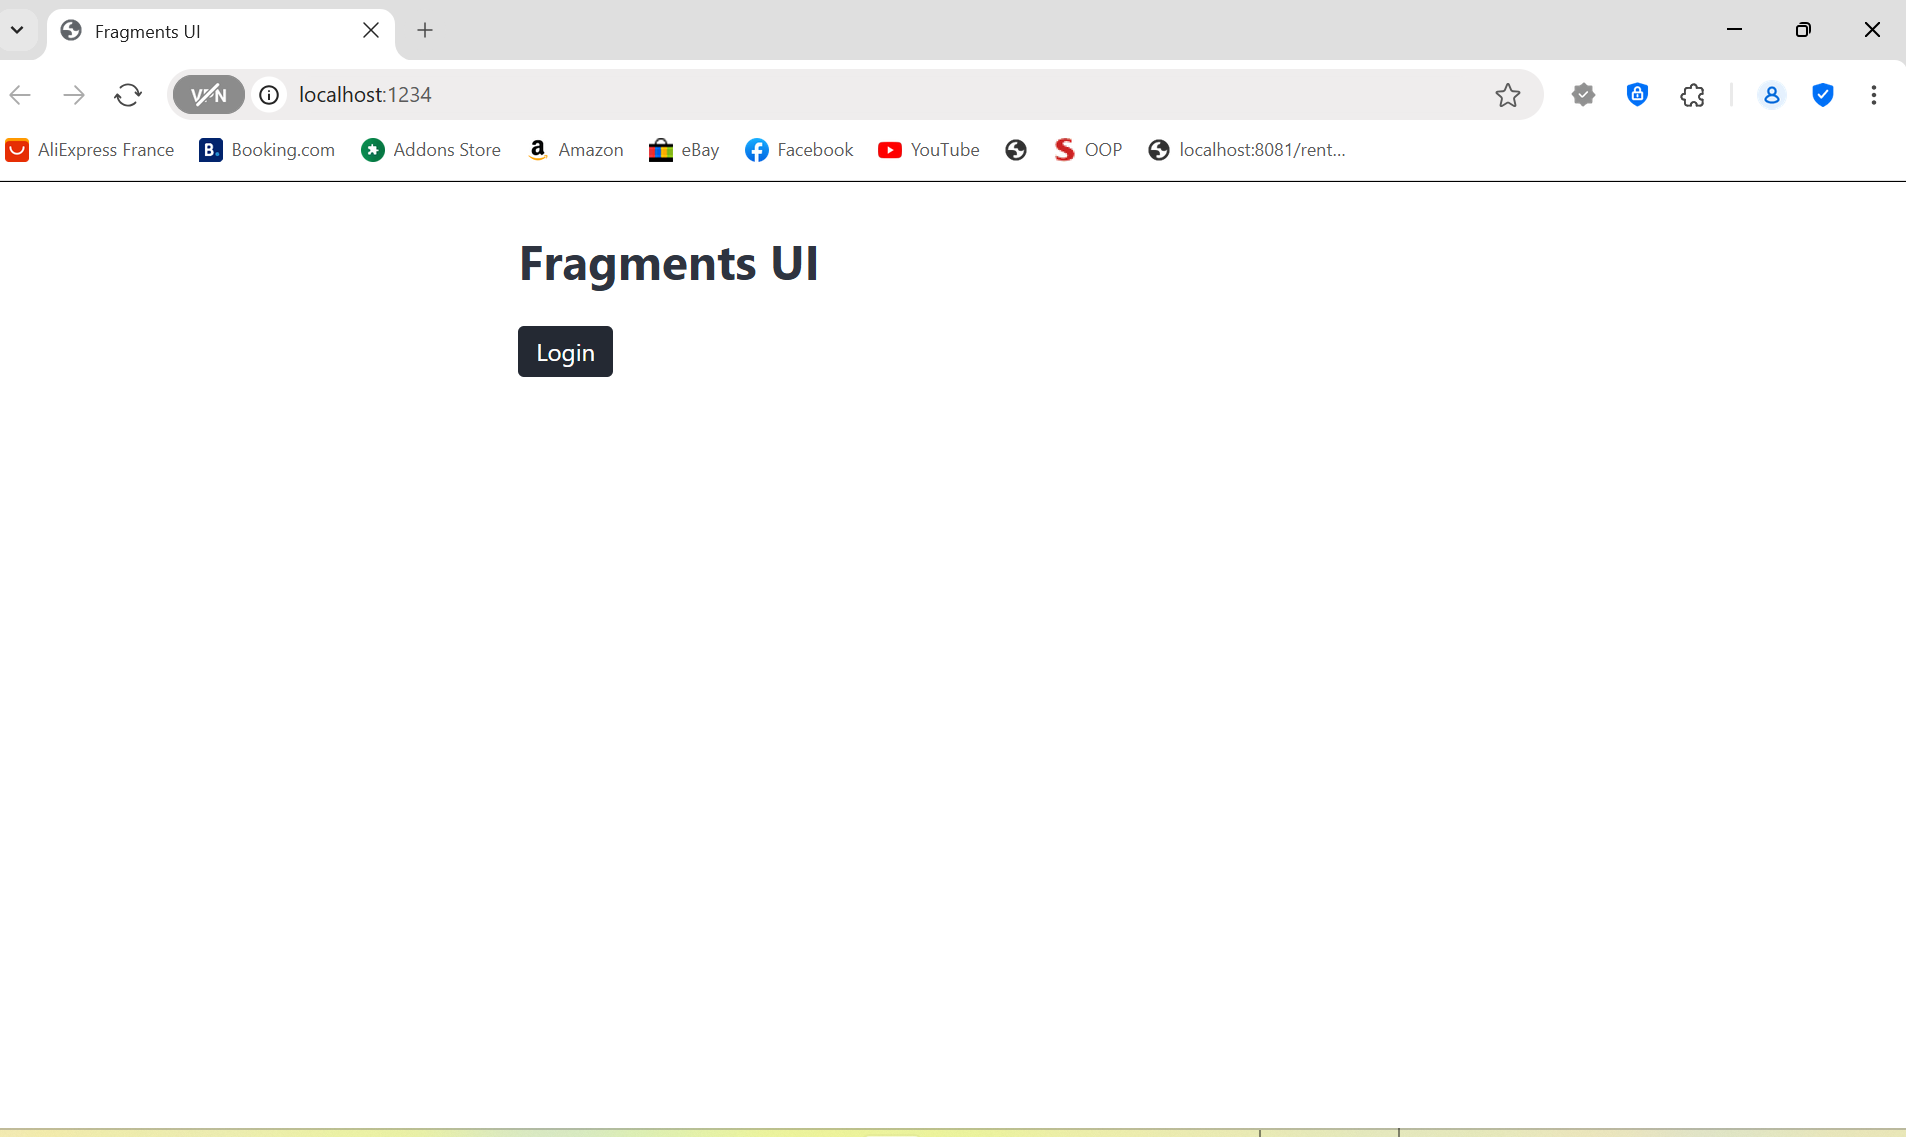 Fragments UI
VPN localhost:1234
AliExpress France B. Booking.com Addons Store a Amazon eBay Facebook YouTube S OOP localhost:8081/rent...
Fragments UI
Login